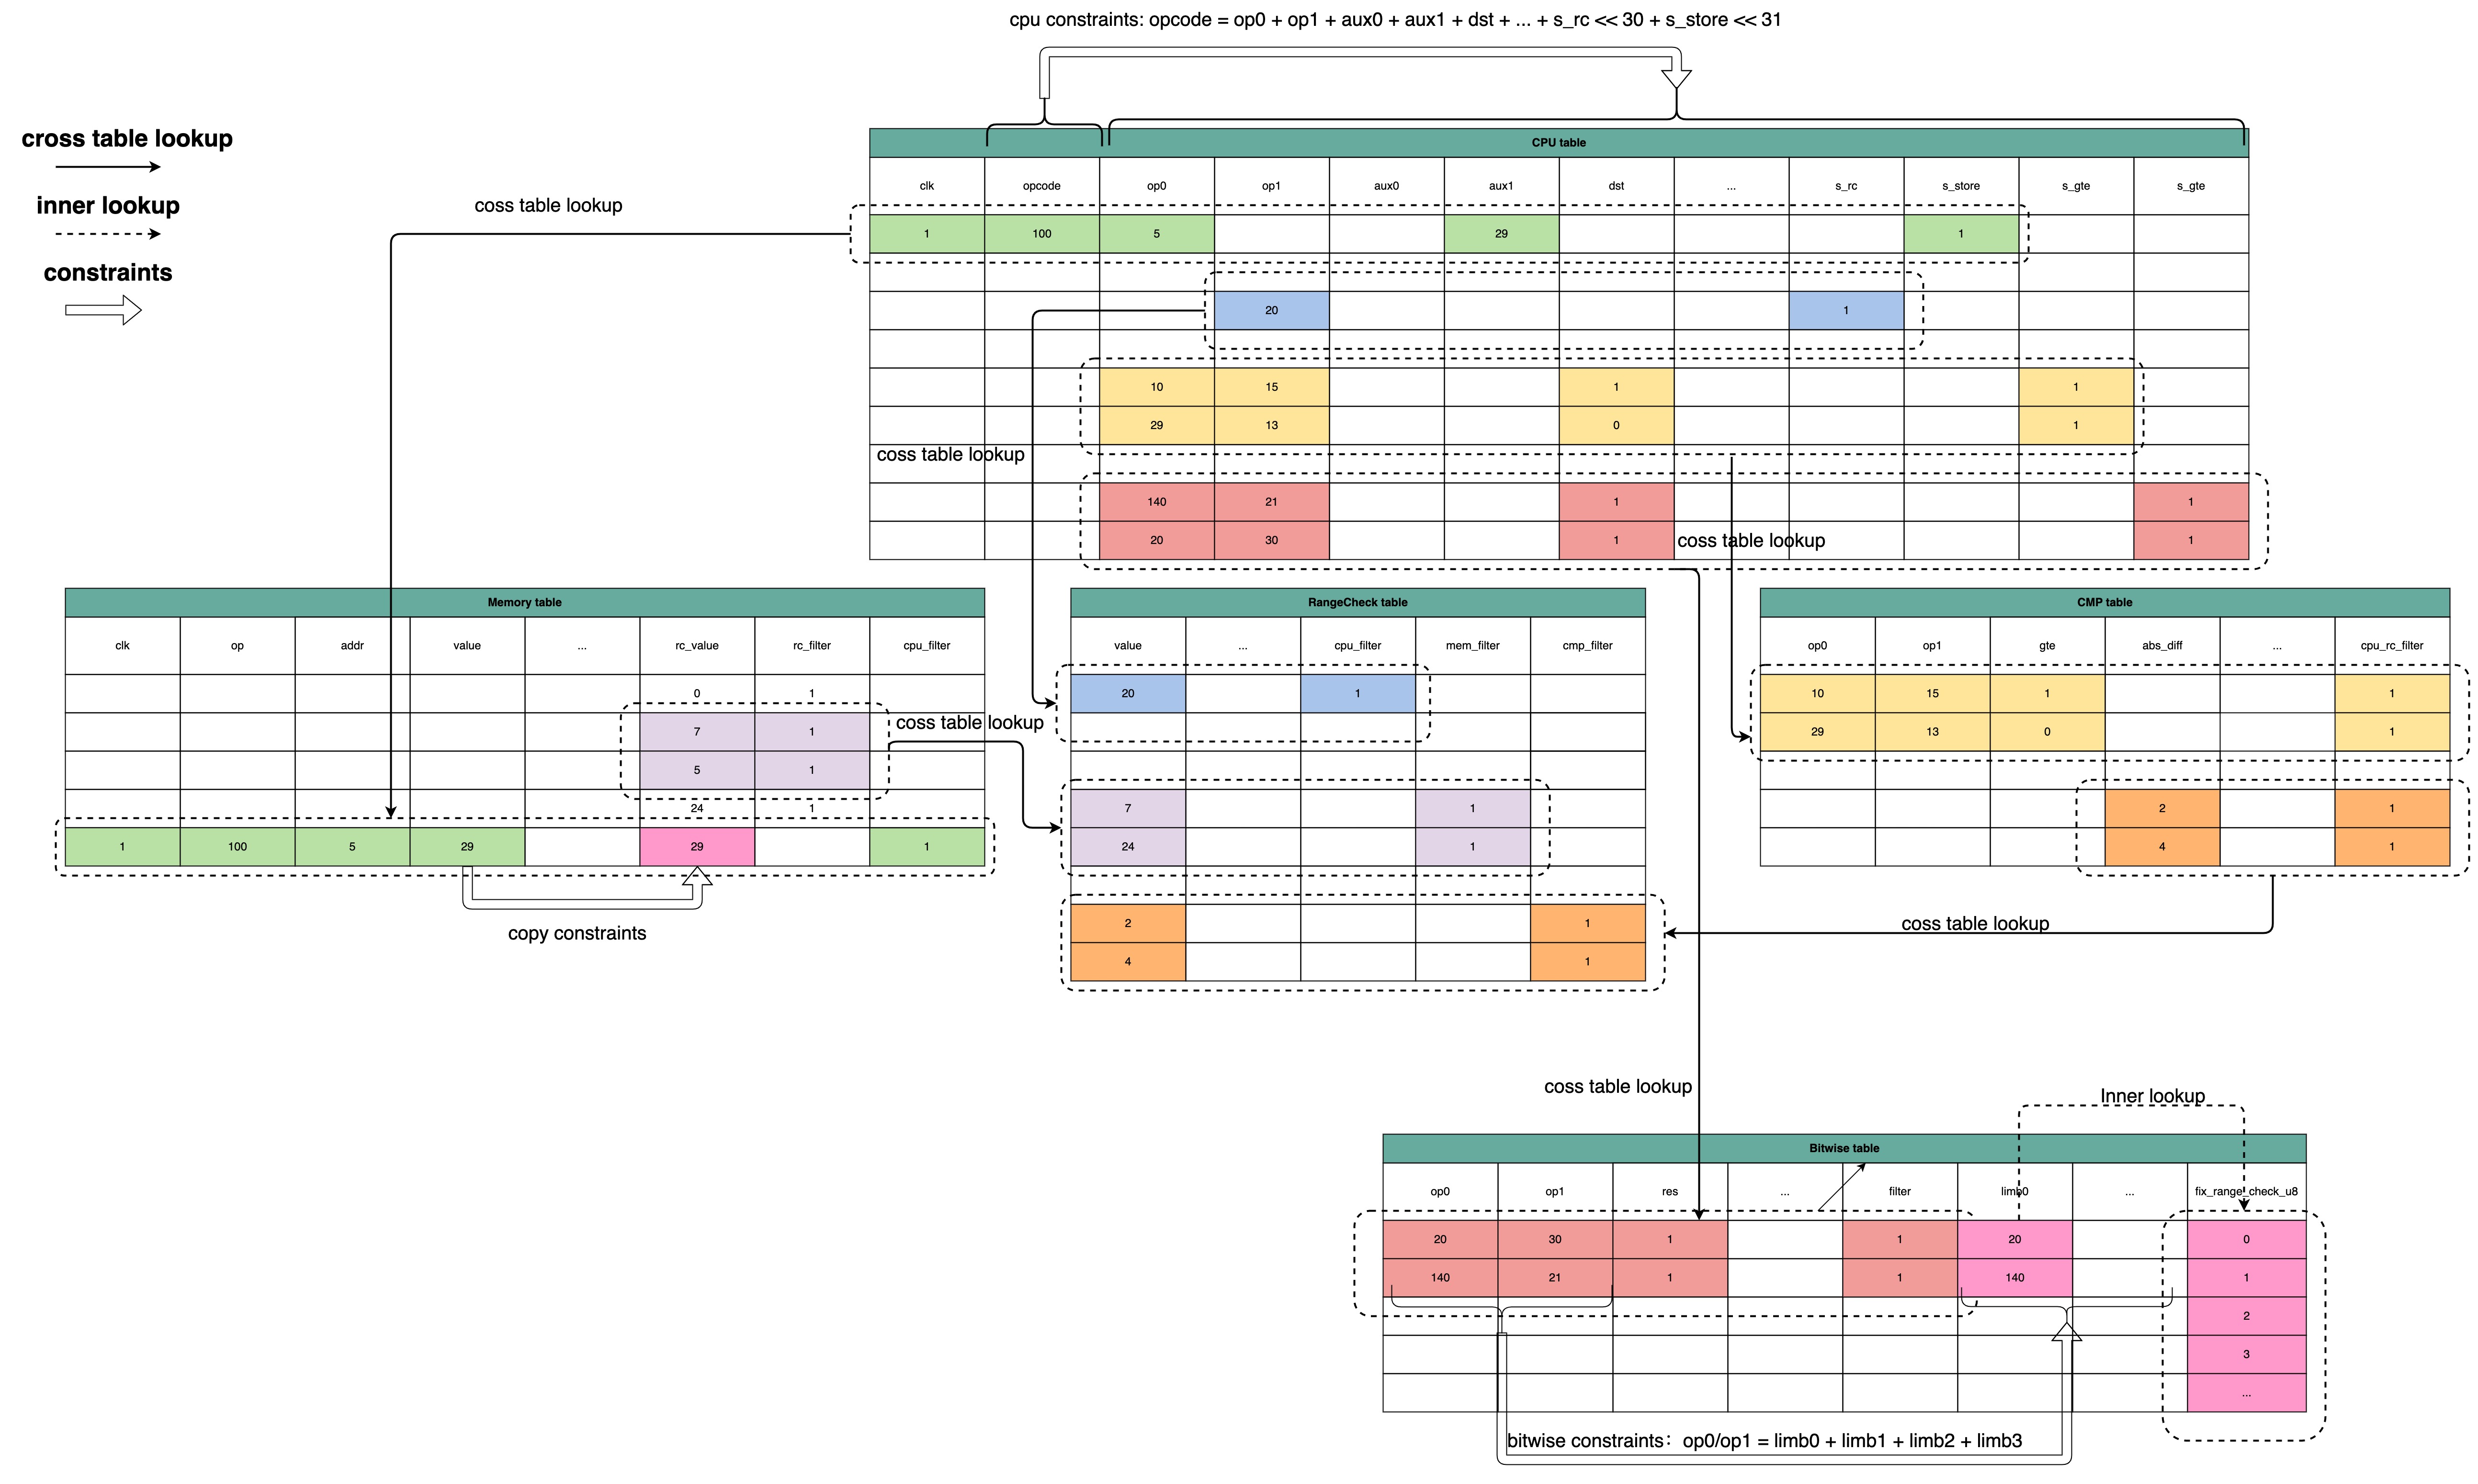 cpu constraints: opcode = op0 + op1 + aux0 + aux1 + dst + ... + s_rc << 30 + s_store << 31
cross table lookup
inner lookup
constraints
CPU table
clk opcode op0 op1 aux0 aux1 dst ... s_rc s_store s_gte s_gte
coss table lookup
1 100 5 29 1
20 1
10 15 1 1
29 13 0 1
coss table lookup
140 21 1 1
20 30 1 1
coss table lookup
Memory table
clk op addr value ... rc_value rc_filter cpu_filter
0 1
7 1
5 1
24 1
1 100 5 29 29 1
copy constraints
coss table lookup
RangeCheck table
value ... cpu_filter mem_filter cmp_filter
20 1
7 1
24 1
2 1
4 1
CMP table
op0 op1 gte abs_diff ... cpu_rc_filter
10 15 1 1
29 13 0 1
2 1
4 1
coss table lookup
coss table lookup
Inner lookup
Bitwise table
op0 op1 res ... filter limb0 ... fix_range_check_u8
20 30 1 1 20 0
140 21 1 1 140 1
2
3
...
bitwise constraints: op0/op1 = limb0 + limb1 + limb2 + limb3